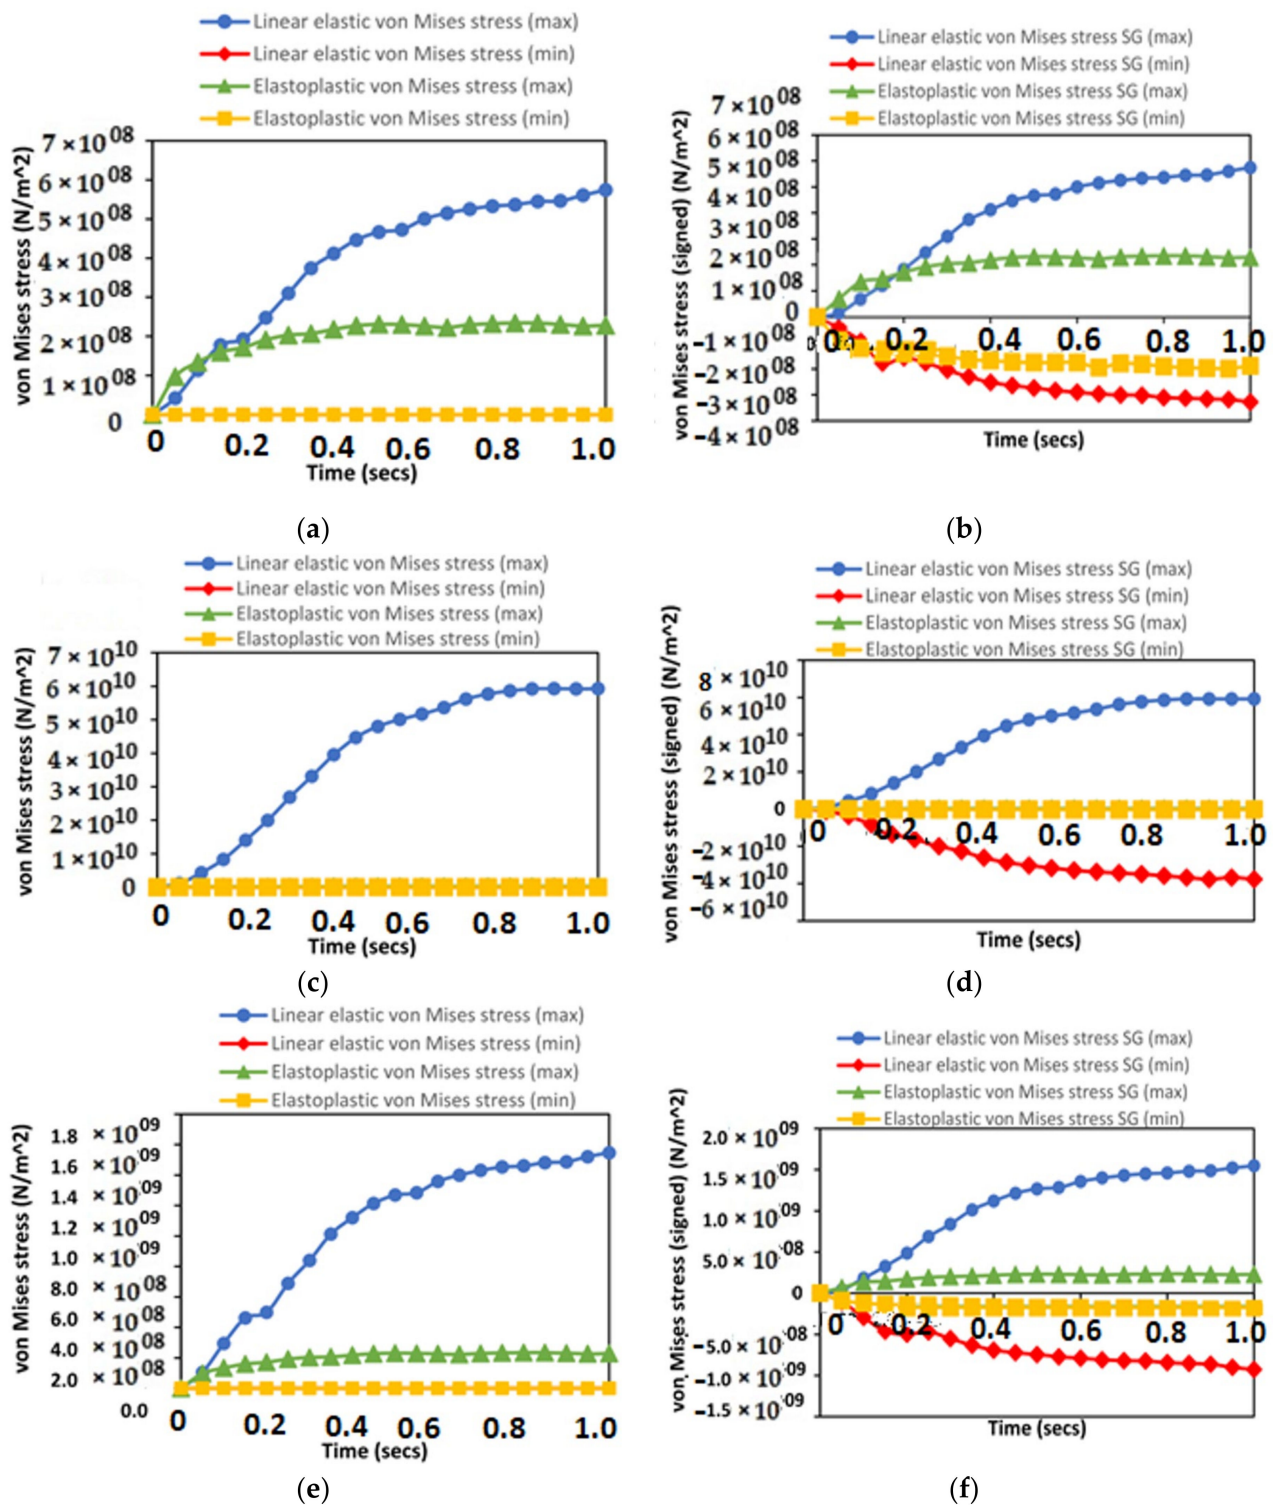 Linear elastic von Mises stress (max)
Linear elastic von Mises stress (min)
Elastoplastic von Mises stress (max)
Elastoplastic von Mises stress (min)
von Mises stress (N/m^2)
7 × 10^08
6 × 10^08
5 × 10^08
4 × 10^08
3 × 10^08
2 × 10^08
1 × 10^08
0
0 0.2 0.4 0.6 0.8 1.0
Time (secs)
(a)
Linear elastic von Mises stress SG (max)
Linear elastic von Mises stress SG (min)
Elastoplastic von Mises stress SG (max)
Elastoplastic von Mises stress SG (min)
von Mises stress (signed) (N/m^2)
7 × 10^08
6 × 10^08
5 × 10^08
4 × 10^08
3 × 10^08
2 × 10^08
1 × 10^08
0
−1 × 10^08
−2 × 10^08
−3 × 10^08
−4 × 10^08
0 0.2 0.4 0.6 0.8 1.0
Time (secs)
(b)
Linear elastic von Mises stress (max)
Linear elastic von Mises stress (min)
Elastoplastic von Mises stress (max)
Elastoplastic von Mises stress (min)
von Mises stress (N/m^2)
7 × 10^10
6 × 10^10
5 × 10^10
4 × 10^10
3 × 10^10
2 × 10^10
1 × 10^10
0
0 0.2 0.4 0.6 0.8 1.0
Time (secs)
(c)
Linear elastic von Mises stress SG (max)
Linear elastic von Mises stress SG (min)
Elastoplastic von Mises stress SG (max)
Elastoplastic von Mises stress SG (min)
von Mises stress (signed) (N/m^2)
8 × 10^10
6 × 10^10
4 × 10^10
2 × 10^10
0
−2 × 10^10
−4 × 10^10
−6 × 10^10
0 0.2 0.4 0.6 0.8 1.0
Time (secs)
(d)
Linear elastic von Mises stress (max)
Linear elastic von Mises stress (min)
Elastoplastic von Mises stress (max)
Elastoplastic von Mises stress (min)
von Mises stress (N/m^2)
1.8 × 10^09
1.6 × 10^09
1.4 × 10^09
1.2 × 10^09
1.0 × 10^09
8.0 × 10^08
6.0 × 10^08
4.0 × 10^08
2.0 × 10^08
0.0
0 0.2 0.4 0.6 0.8 1.0
Time (secs)
(e)
Linear elastic von Mises stress SG (max)
Linear elastic von Mises stress SG (min)
Elastoplastic von Mises stress SG (max)
Elastoplastic von Mises stress SG (min)
von Mises stress (signed) (N/m^2)
2.0 × 10^09
1.5 × 10^09
1.0 × 10^09
5.0 × 10^08
0
−5.0 × 10^08
−1.0 × 10^09
−1.5 × 10^09
0 0.2 0.4 0.6 0.8 1.0
Time (secs)
(f)